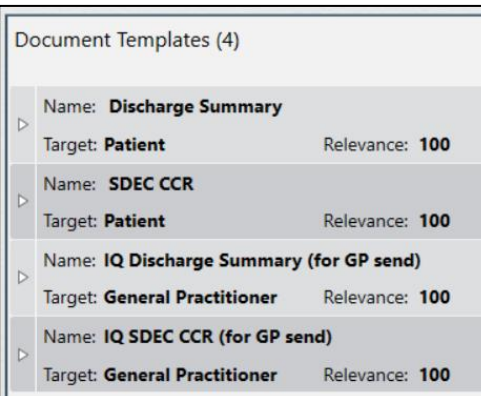 Document Templates (4)
Name: Discharge Summary
Target: Patient Relevance: 100
Name: SDEC CCR
Target: Patient Relevance: 100
Name: IQ Discharge Summary (for GP send)
Target: General Practitioner Relevance: 100
Name: IQ SDEC CCR (for GP send)
Target: General Practitioner Relevance: 100